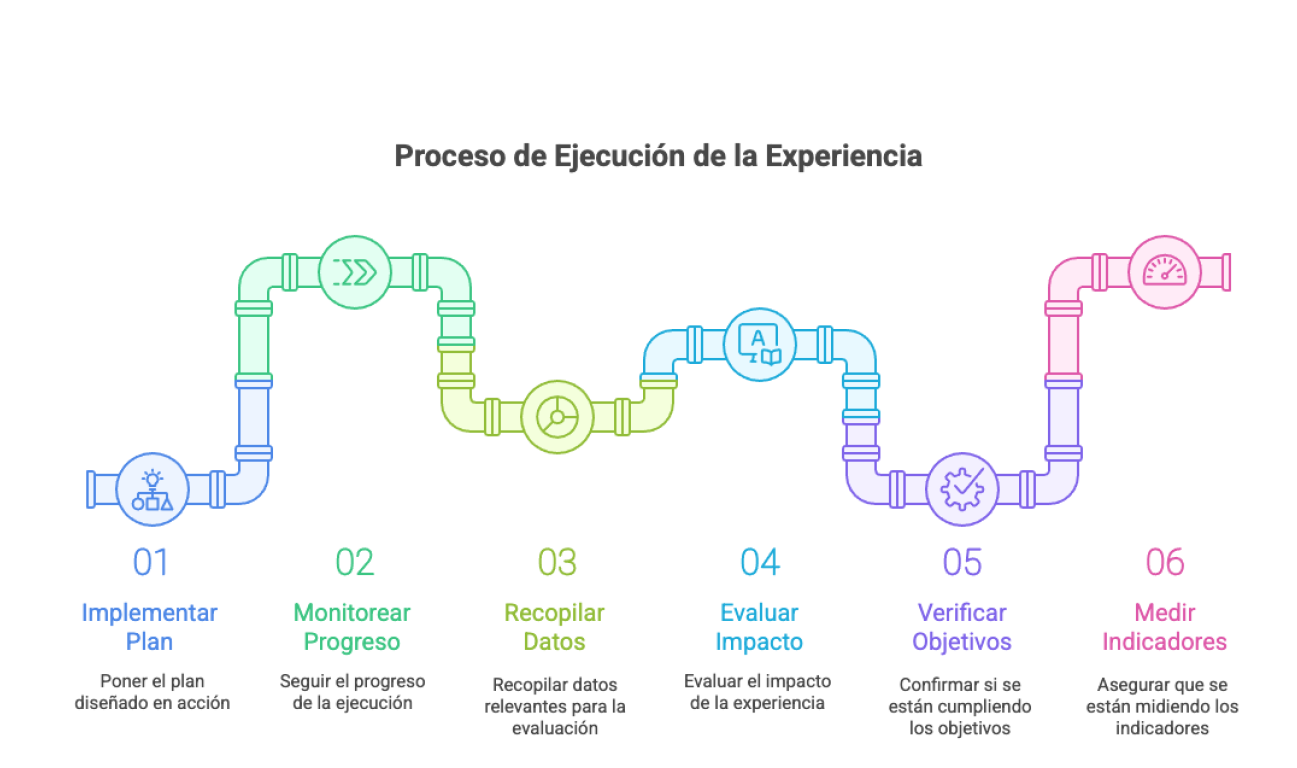 Proceso de Ejecución de la Experiencia
A
01
Implementar
Plan
Poner el plan
diseñado en acción
02
Monitorear
Progreso
Seguir el progreso
de la ejecución
03
Recopilar
Datos
Recopilar datos
relevantes para la
evaluación
04
Evaluar
Impacto
Evaluar el impacto
de la experiencia
05
Verificar
Objetivos
Confirmar si se
están cumpliendo
los objetivos
06
Medir
Indicadores
Asegurar que se
están midiendo los
indicadores